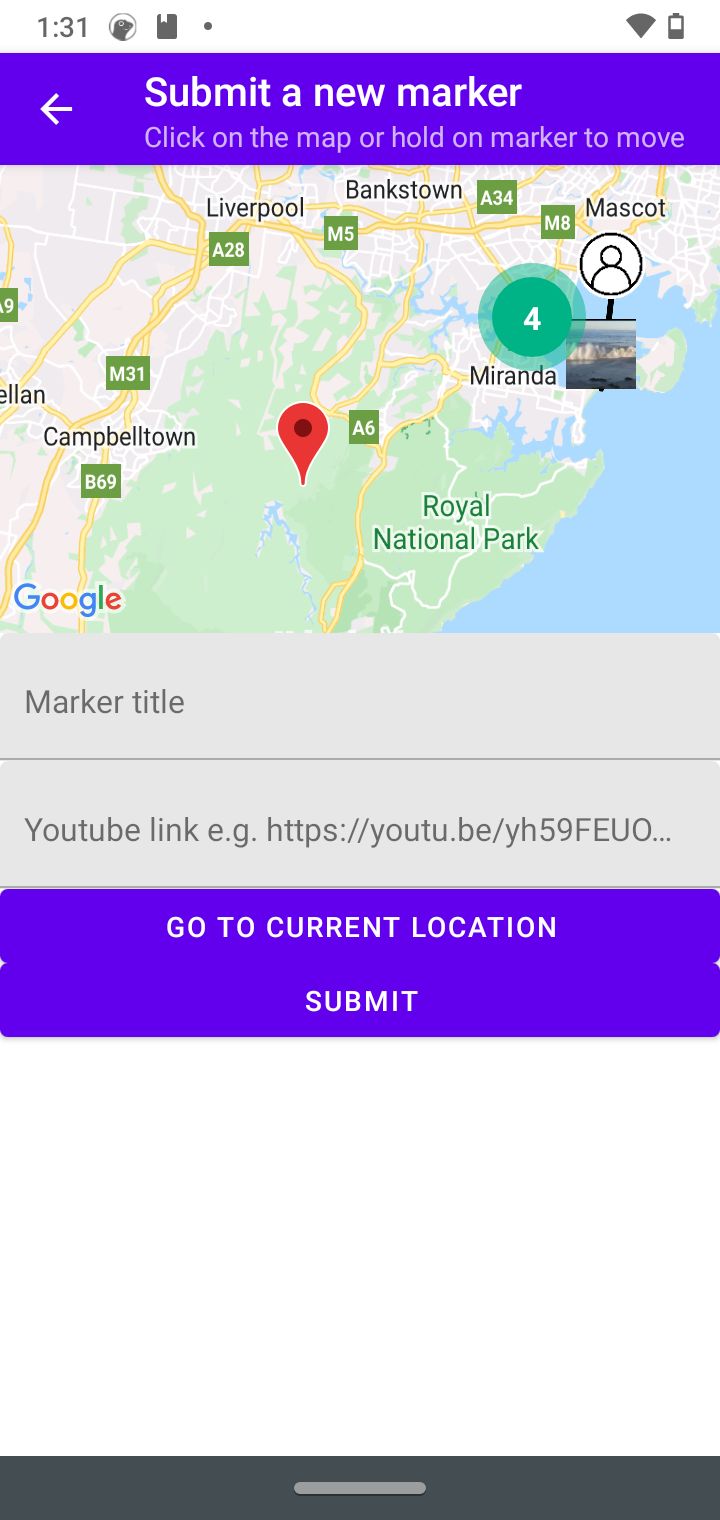 1:31
Submit a new marker
Click on the map or hold on marker to move
Bankstown
A34
Liverpool
Mascot
M8
M5
A28
A9
4
M31
Miranda
ellan
A6
Campbelltown
B69
Royal
National Park
Google
Marker title
Youtube link e.g. https://youtu.be/yh59FEUO...
GO TO CURRENT LOCATION
SUBMIT